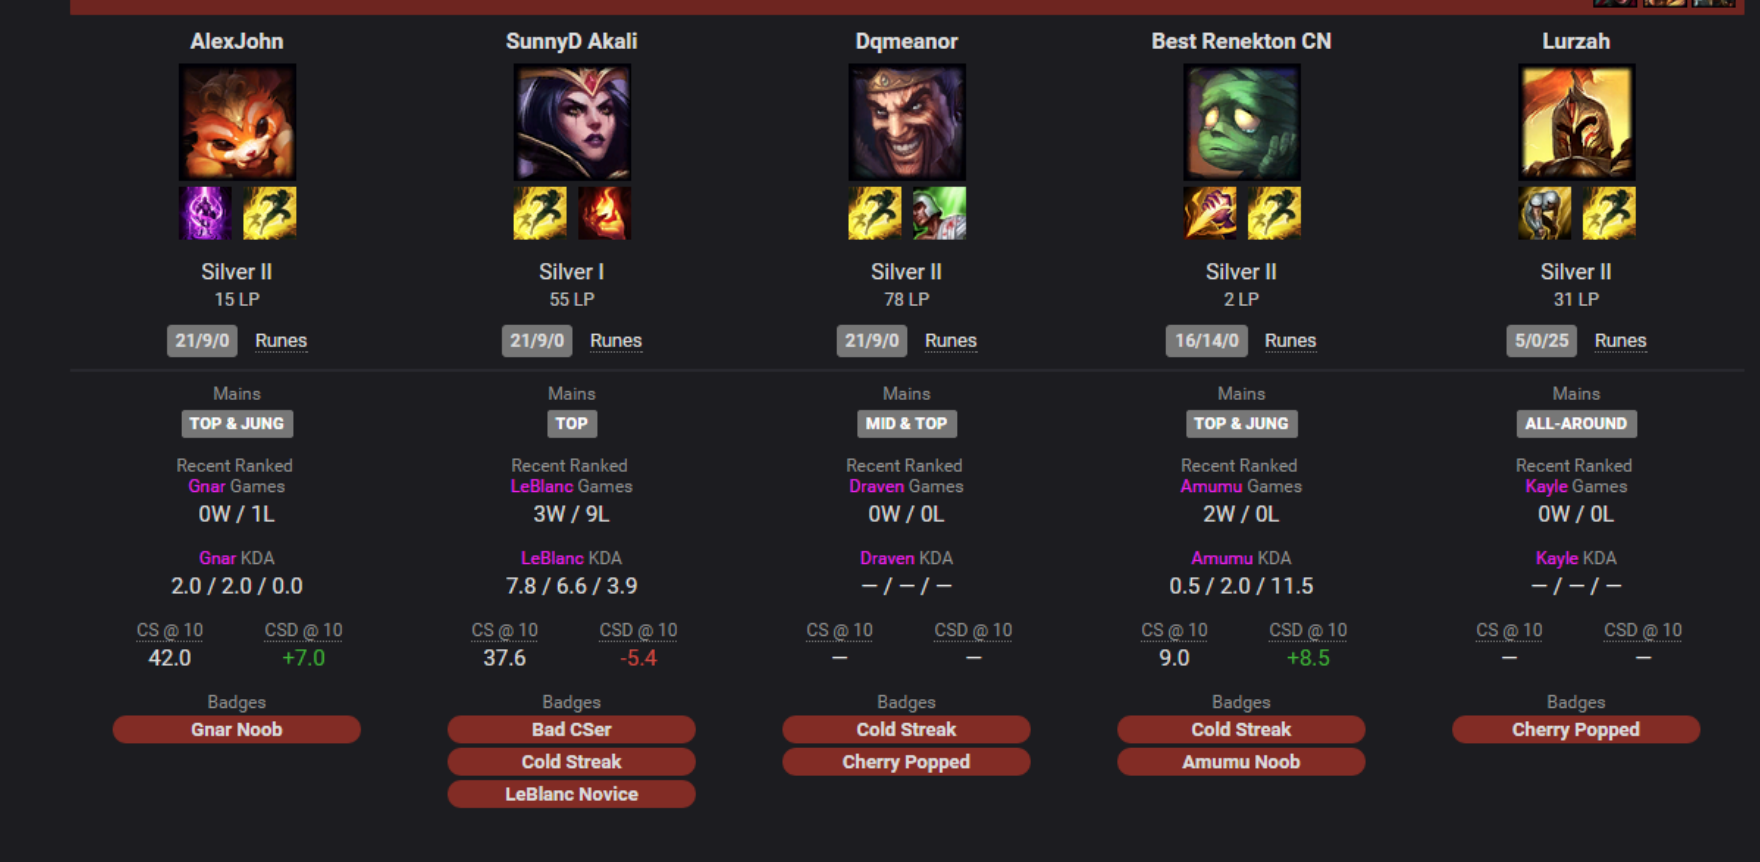 AlexJohn
SunnyD Akali
Dqmeanor
Best Renekton CN
Lurzah
Silver II
Silver I
Silver II
Silver II
Silver II
15 LP
55 LP
78 LP
2 LP
31 LP
21/9/0 Runes
21/9/0 Runes
21/9/0 Runes
16/14/0 Runes
5/0/25 Runes
Mains
Mains
Mains
Mains
Mains
TOP & JUNG
TOP
MID & TOP
TOP & JUNG
ALL-AROUND
Recent Ranked
Recent Ranked
Recent Ranked
Recent Ranked
Recent Ranked
Gnar Games
LeBlanc Games
Draven Games
Amumu Games
Kayle Games
0W / 1L
3W / 9L
0W / 0L
2W / 0L
0W / 0L
Gnar KDA
LeBlanc KDA
Draven KDA
Amumu KDA
Kayle KDA
2.0 / 2.0 / 0.0
7.8 / 6.6 / 3.9
– / – / –
0.5 / 2.0 / 11.5
– / – / –
CS @ 10 CSD @ 10
CS @ 10 CSD @ 10
CS @ 10 CSD @ 10
CS @ 10 CSD @ 10
CS @ 10 CSD @ 10
42.0 +7.0
37.6 -5.4
– –
9.0 +8.5
– –
Badges
Badges
Badges
Badges
Badges
Gnar Noob
Bad CSer
Cold Streak
Cold Streak
Cherry Popped
Cold Streak
Cherry Popped
Amumu Noob
LeBlanc Novice